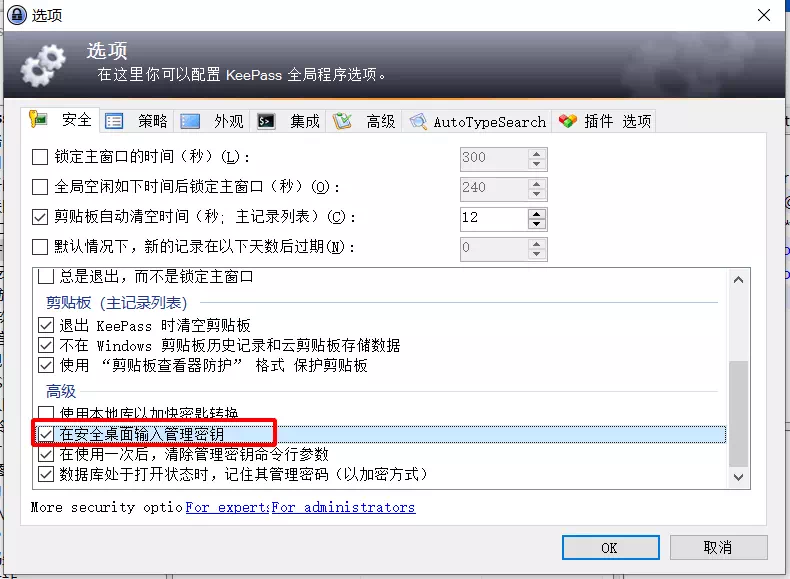 选项
选项
在这里你可以配置 KeePass 全局程序选项。
安全 策略 外观 集成 高级 AutoTypeSearch 插件 选项
锁定主窗口的时间（秒）(L): 300
全局空闲如下时间后锁定主窗口（秒）(O): 240
剪贴板自动清空时间（秒; 主记录列表）(C): 12
默认情况下，新的记录在以下天数后过期(N): 0
总是退出，而不是锁定主窗口
剪贴板（主记录列表）
退出 KeePass 时清空剪贴板
不在 Windows 剪贴板历史记录和云剪贴板存储数据
使用 “剪贴板查看器防护” 格式 保护剪贴板
高级
使用本地库以加快密匙转换
在安全桌面输入管理密钥
在使用一次后，清除管理密钥命令行参数
数据库处于打开状态时，记住其管理密码（以加密方式）
More security optio For expert: For administrators
OK 取消